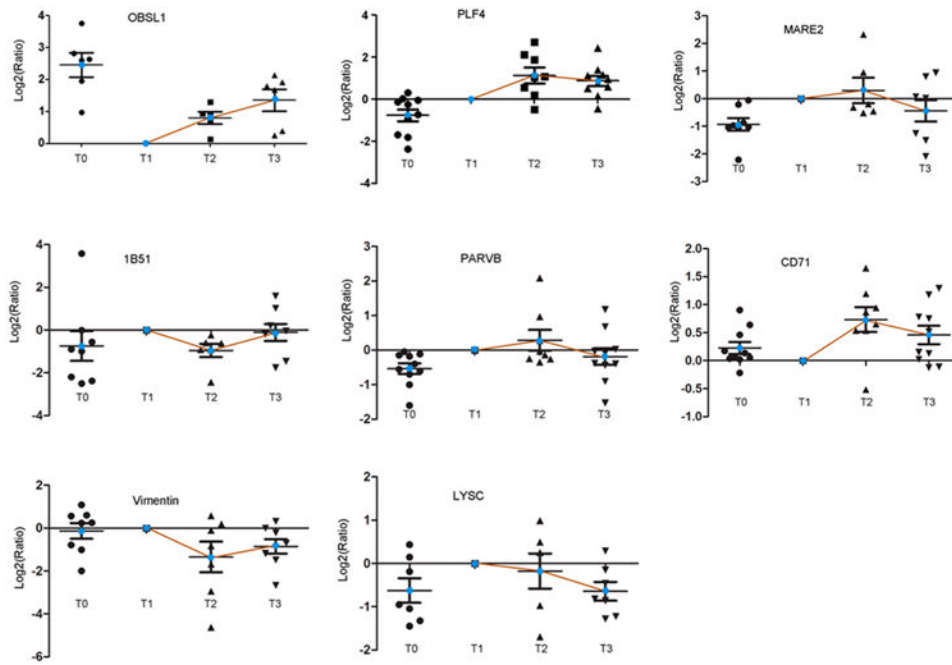 OBSL1
Log2(Ratio)
4
3
2
1
0
T0
T1
T2
T3
PLF4
Log2(Ratio)
4
2
0
-2
-4
T0
T1
T2
T3
MARE2
Log2(Ratio)
3
2
1
0
-1
-2
-3
T0
T1
T2
T3
1B51
Log2(Ratio)
4
2
0
-2
-4
T0
T1
T2
T3
PARVB
Log2(Ratio)
3
2
1
0
-1
-2
T0
T1
T2
T3
CD71
Log2(Ratio)
2.0
1.5
1.0
0.5
0.0
-0.5
-1.0
T0
T1
T2
T3
Vimentin
Log2(Ratio)
2
0
-2
-4
-6
T0
T1
T2
T3
LYSC
Log2(Ratio)
2
1
0
-1
-2
T0
T1
T2
T3